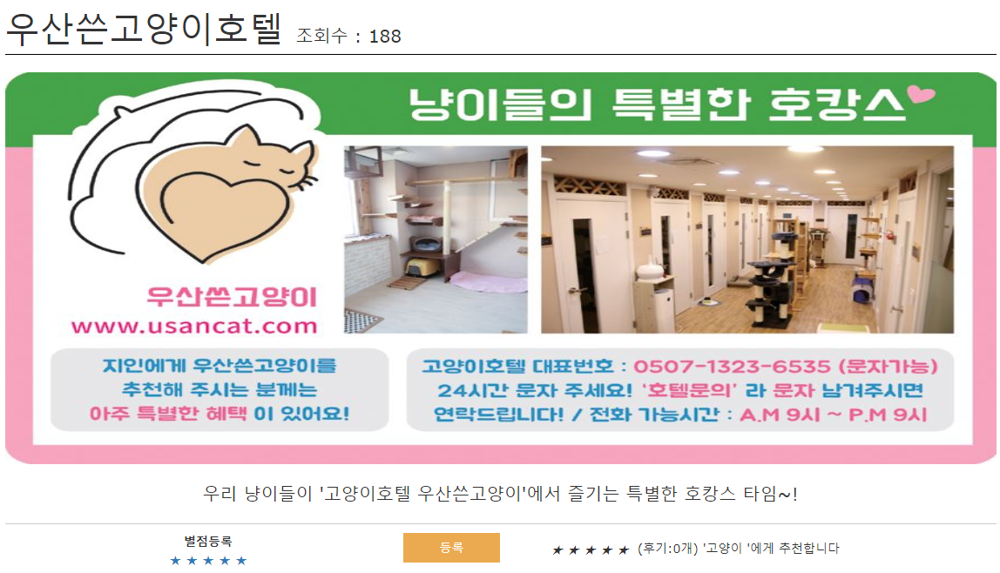 우산쓴고양이호텔 조회수 : 188
냥이들의 특별한 호캉스
우산쓴고양이
www.usancat.com
지인에게 우산쓴고양이를
추천해 주시는 분께는
아주 특별한 혜택 이 있어요!
고양이호텔 대표번호 : 0507-1323-6535 (문자가능)
24시간 문자 주세요! ‘호텔문의’ 라 문자 남겨주시면
연락드립니다! / 전화 가능시간 : A.M 9시 ~ P.M 9시
우리 냥이들이 '고양이호텔 우산쓴고양이'에서 즐기는 특별한 호캉스 타임~!
별점등록
★ ★ ★ ★ ★
등록
★ ★ ★ ★ ★ (후기:0개) '고양이 '에게 추천합니다